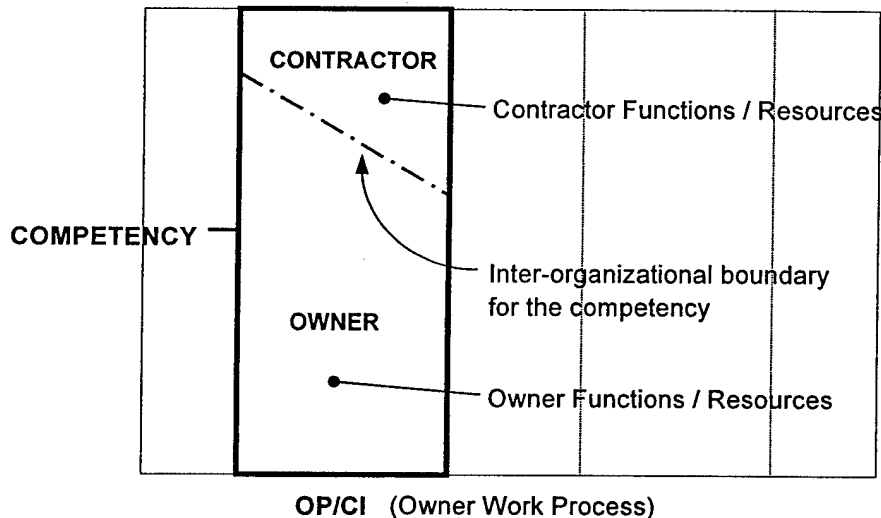 CONTRACTOR
Contractor Functions / Resources
COMPETENCY
Inter-organizational boundary
for the competency
OWNER
Owner Functions / Resources
OP/CI (Owner Work Process)